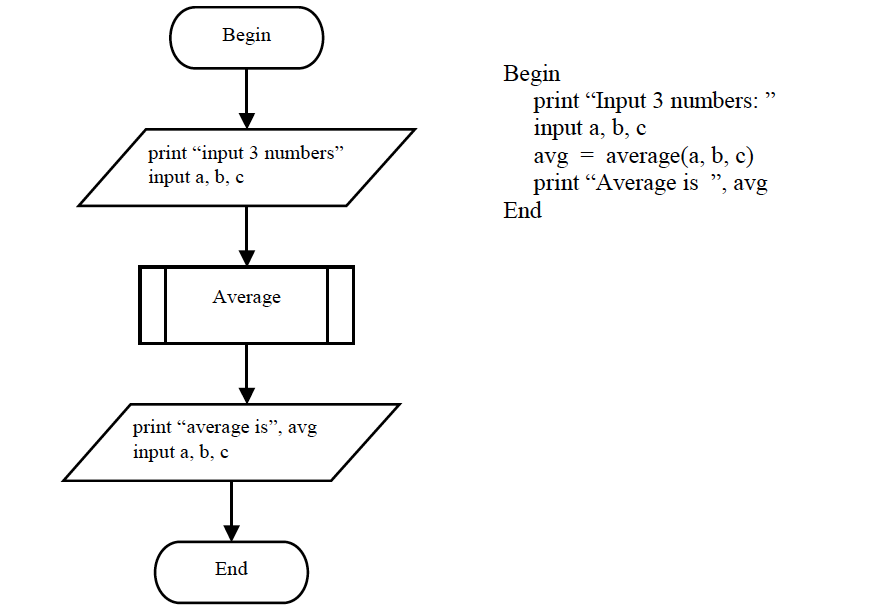 Begin
print “input 3 numbers”
input a, b, c
Average
print “average is”, avg
input a, b, c
End
Begin
print “Input 3 numbers: ”
input a, b, c
avg = average(a, b, c)
print “Average is ”, avg
End